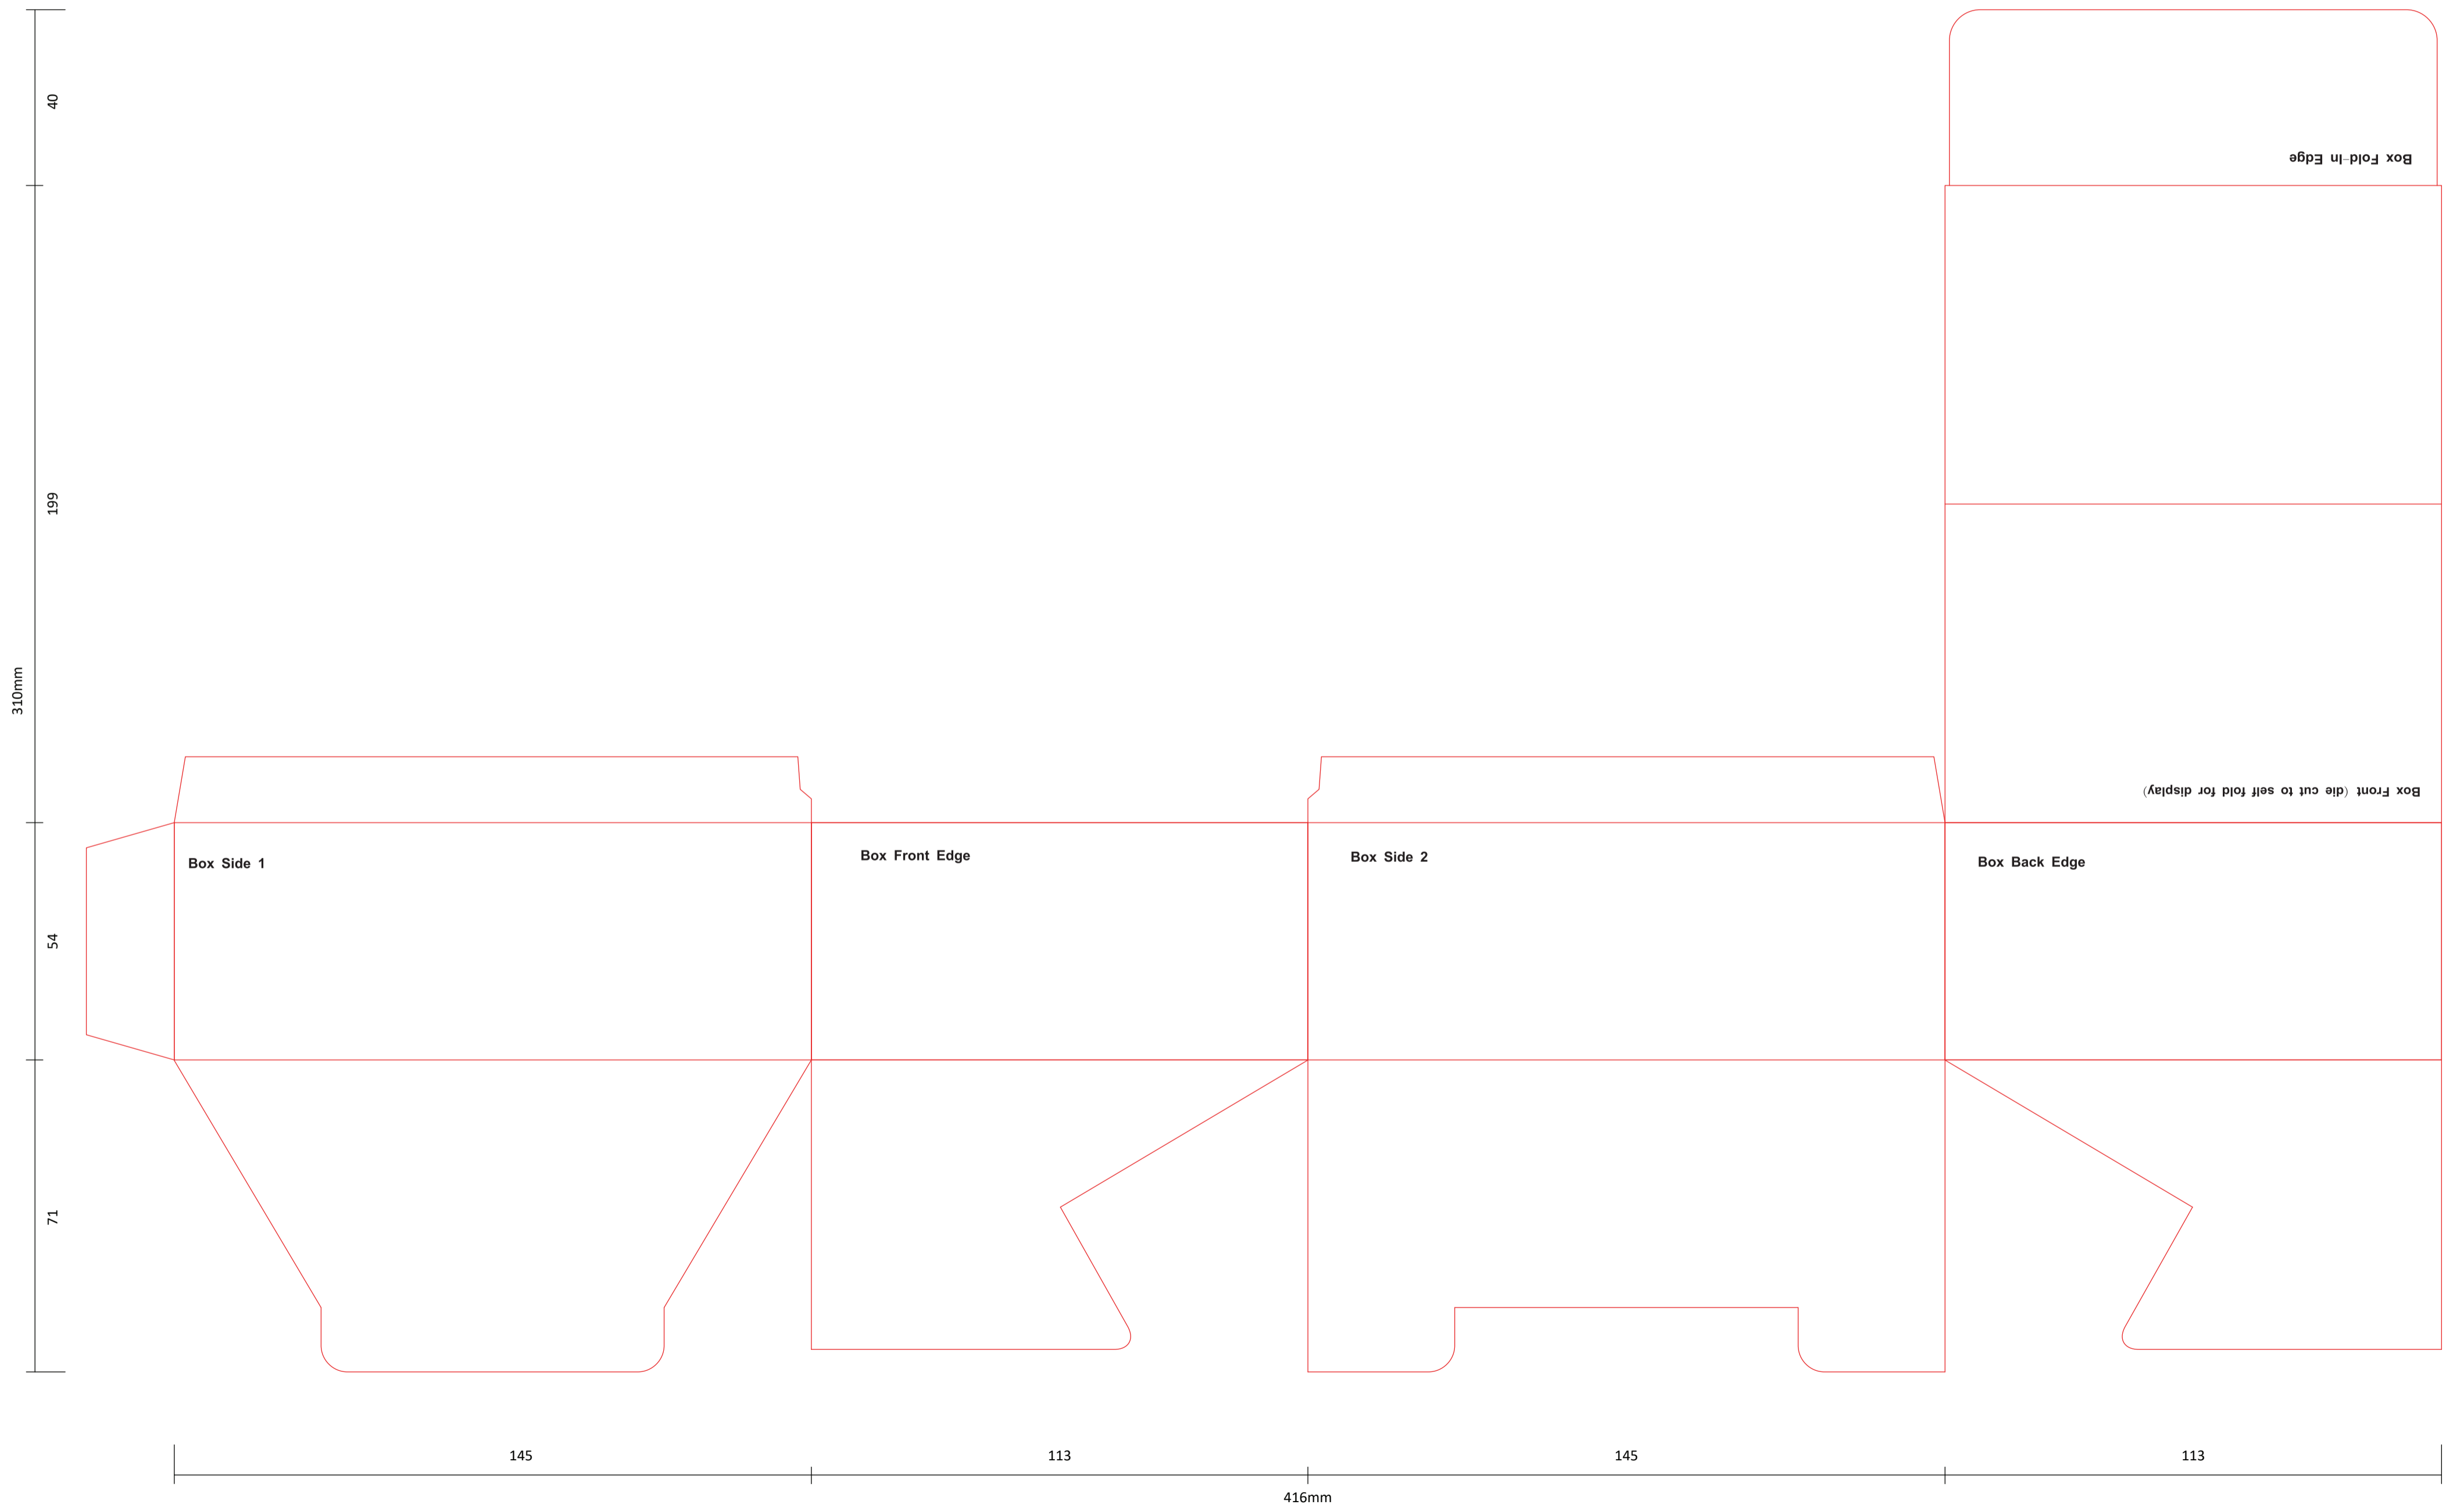 40
Box Fold-In Edge
199
310mm
Box Front (die cut to self fold for display)
Box Side 1
Box Front Edge
Box Side 2
Box Back Edge
54
71
145
113
145
113
416mm